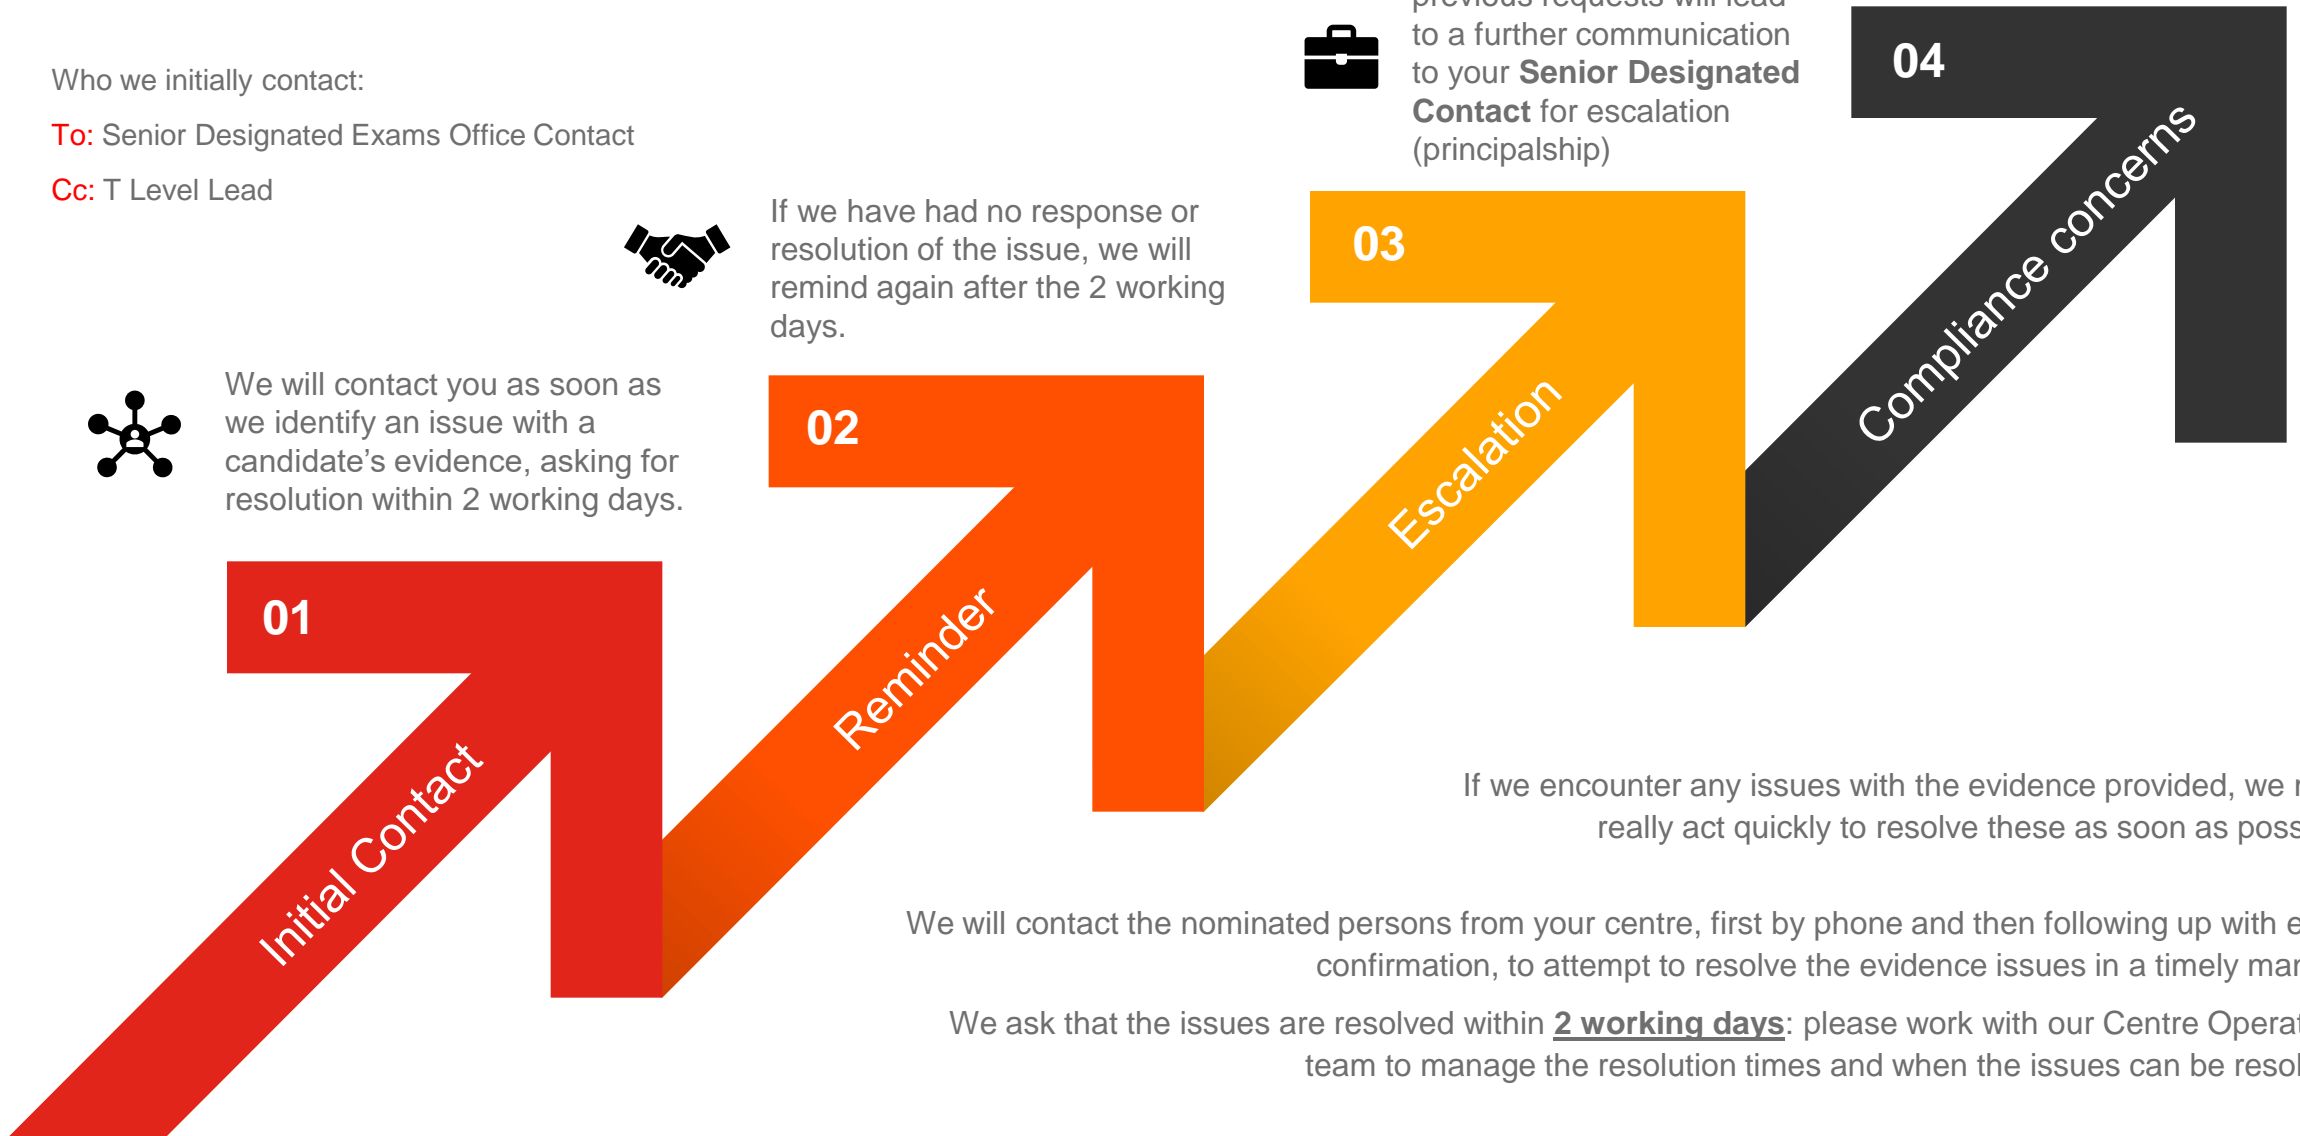 Who we initially contact:
To: Senior Designated Exams Office Contact
Cc: T Level Lead
We will contact you as soon as
we identify an issue with a
candidate’s evidence, asking for
resolution within 2 working days.
01
Initial Contact
If we have had no response or
resolution of the issue, we will
remind again after the 2 working
days.
02
Reminder
previous requests will lead
to a further communication
to your Senior Designated
Contact for escalation
(principalship)
03
Escalation
04
Compliance concerns
If we encounter any issues with the evidence provided, we
really act quickly to resolve these as soon as
We will contact the nominated persons from your centre, first by phone and then following up with
confirmation, to attempt to resolve the evidence issues in a timely
We ask that the issues are resolved within 2 working days: please work with our Centre
team to manage the resolution times and when the issues can be